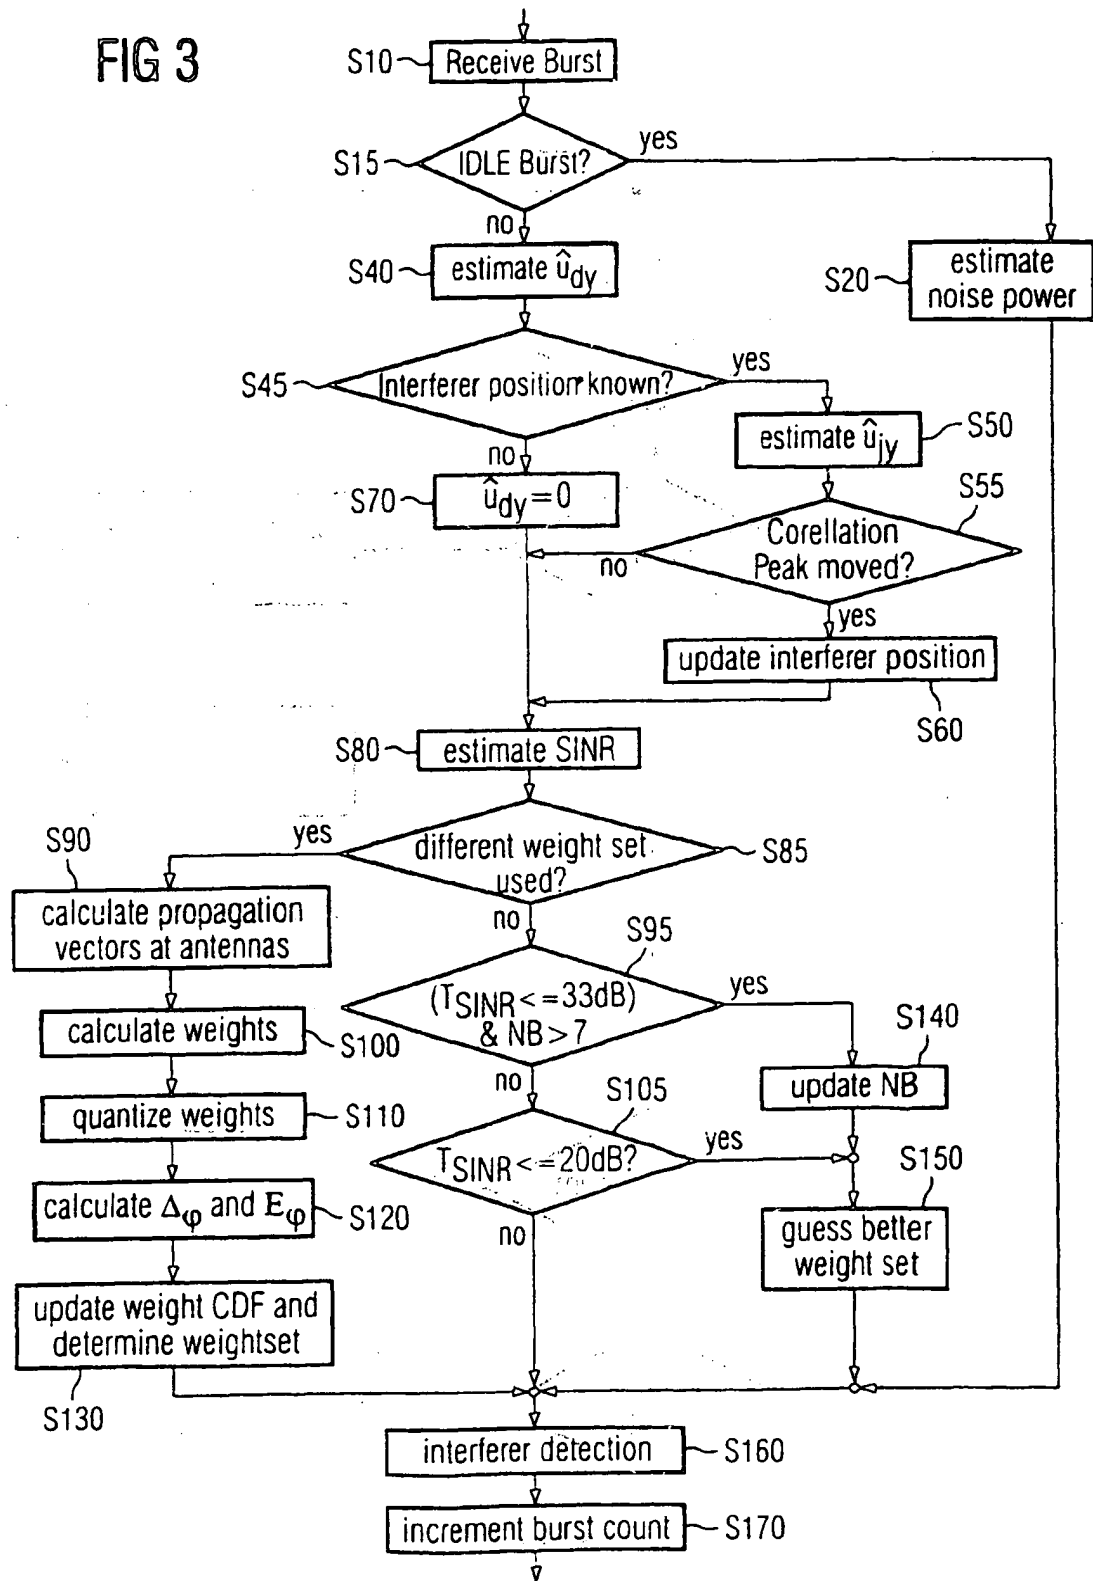 FIG 3
S10
Receive Burst
S15
IDLE Burst?
yes
no
S40
estimate û_dy
S20
estimate
noise power
S45
Interferer position known?
yes
no
estimate û_jy
S50
S70
û_dy = 0
S55
Corellation
Peak moved?
no
yes
update interferer position
S60
S80
estimate SINR
S90
yes
different weight set
used?
S85
no
calculate propagation
vectors at antennas
S95
(T_SINR <= 33dB)
& NB > 7
yes
no
calculate weights
S100
S140
update NB
quantize weights
S110
S105
T_SINR <= 20dB?
yes
no
S150
guess better
weight set
calculate Δ_φ and E_φ
S120
update weight CDF and
determine weightset
S130
interferer detection
S160
increment burst count
S170